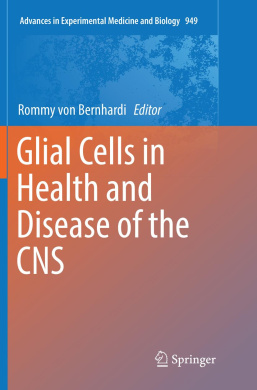 Advances in Experimental Medicine and Biology 949
Rommy von Bernhardi Editor
Glial Cells in
Health and
Disease of the
CNS
Springer